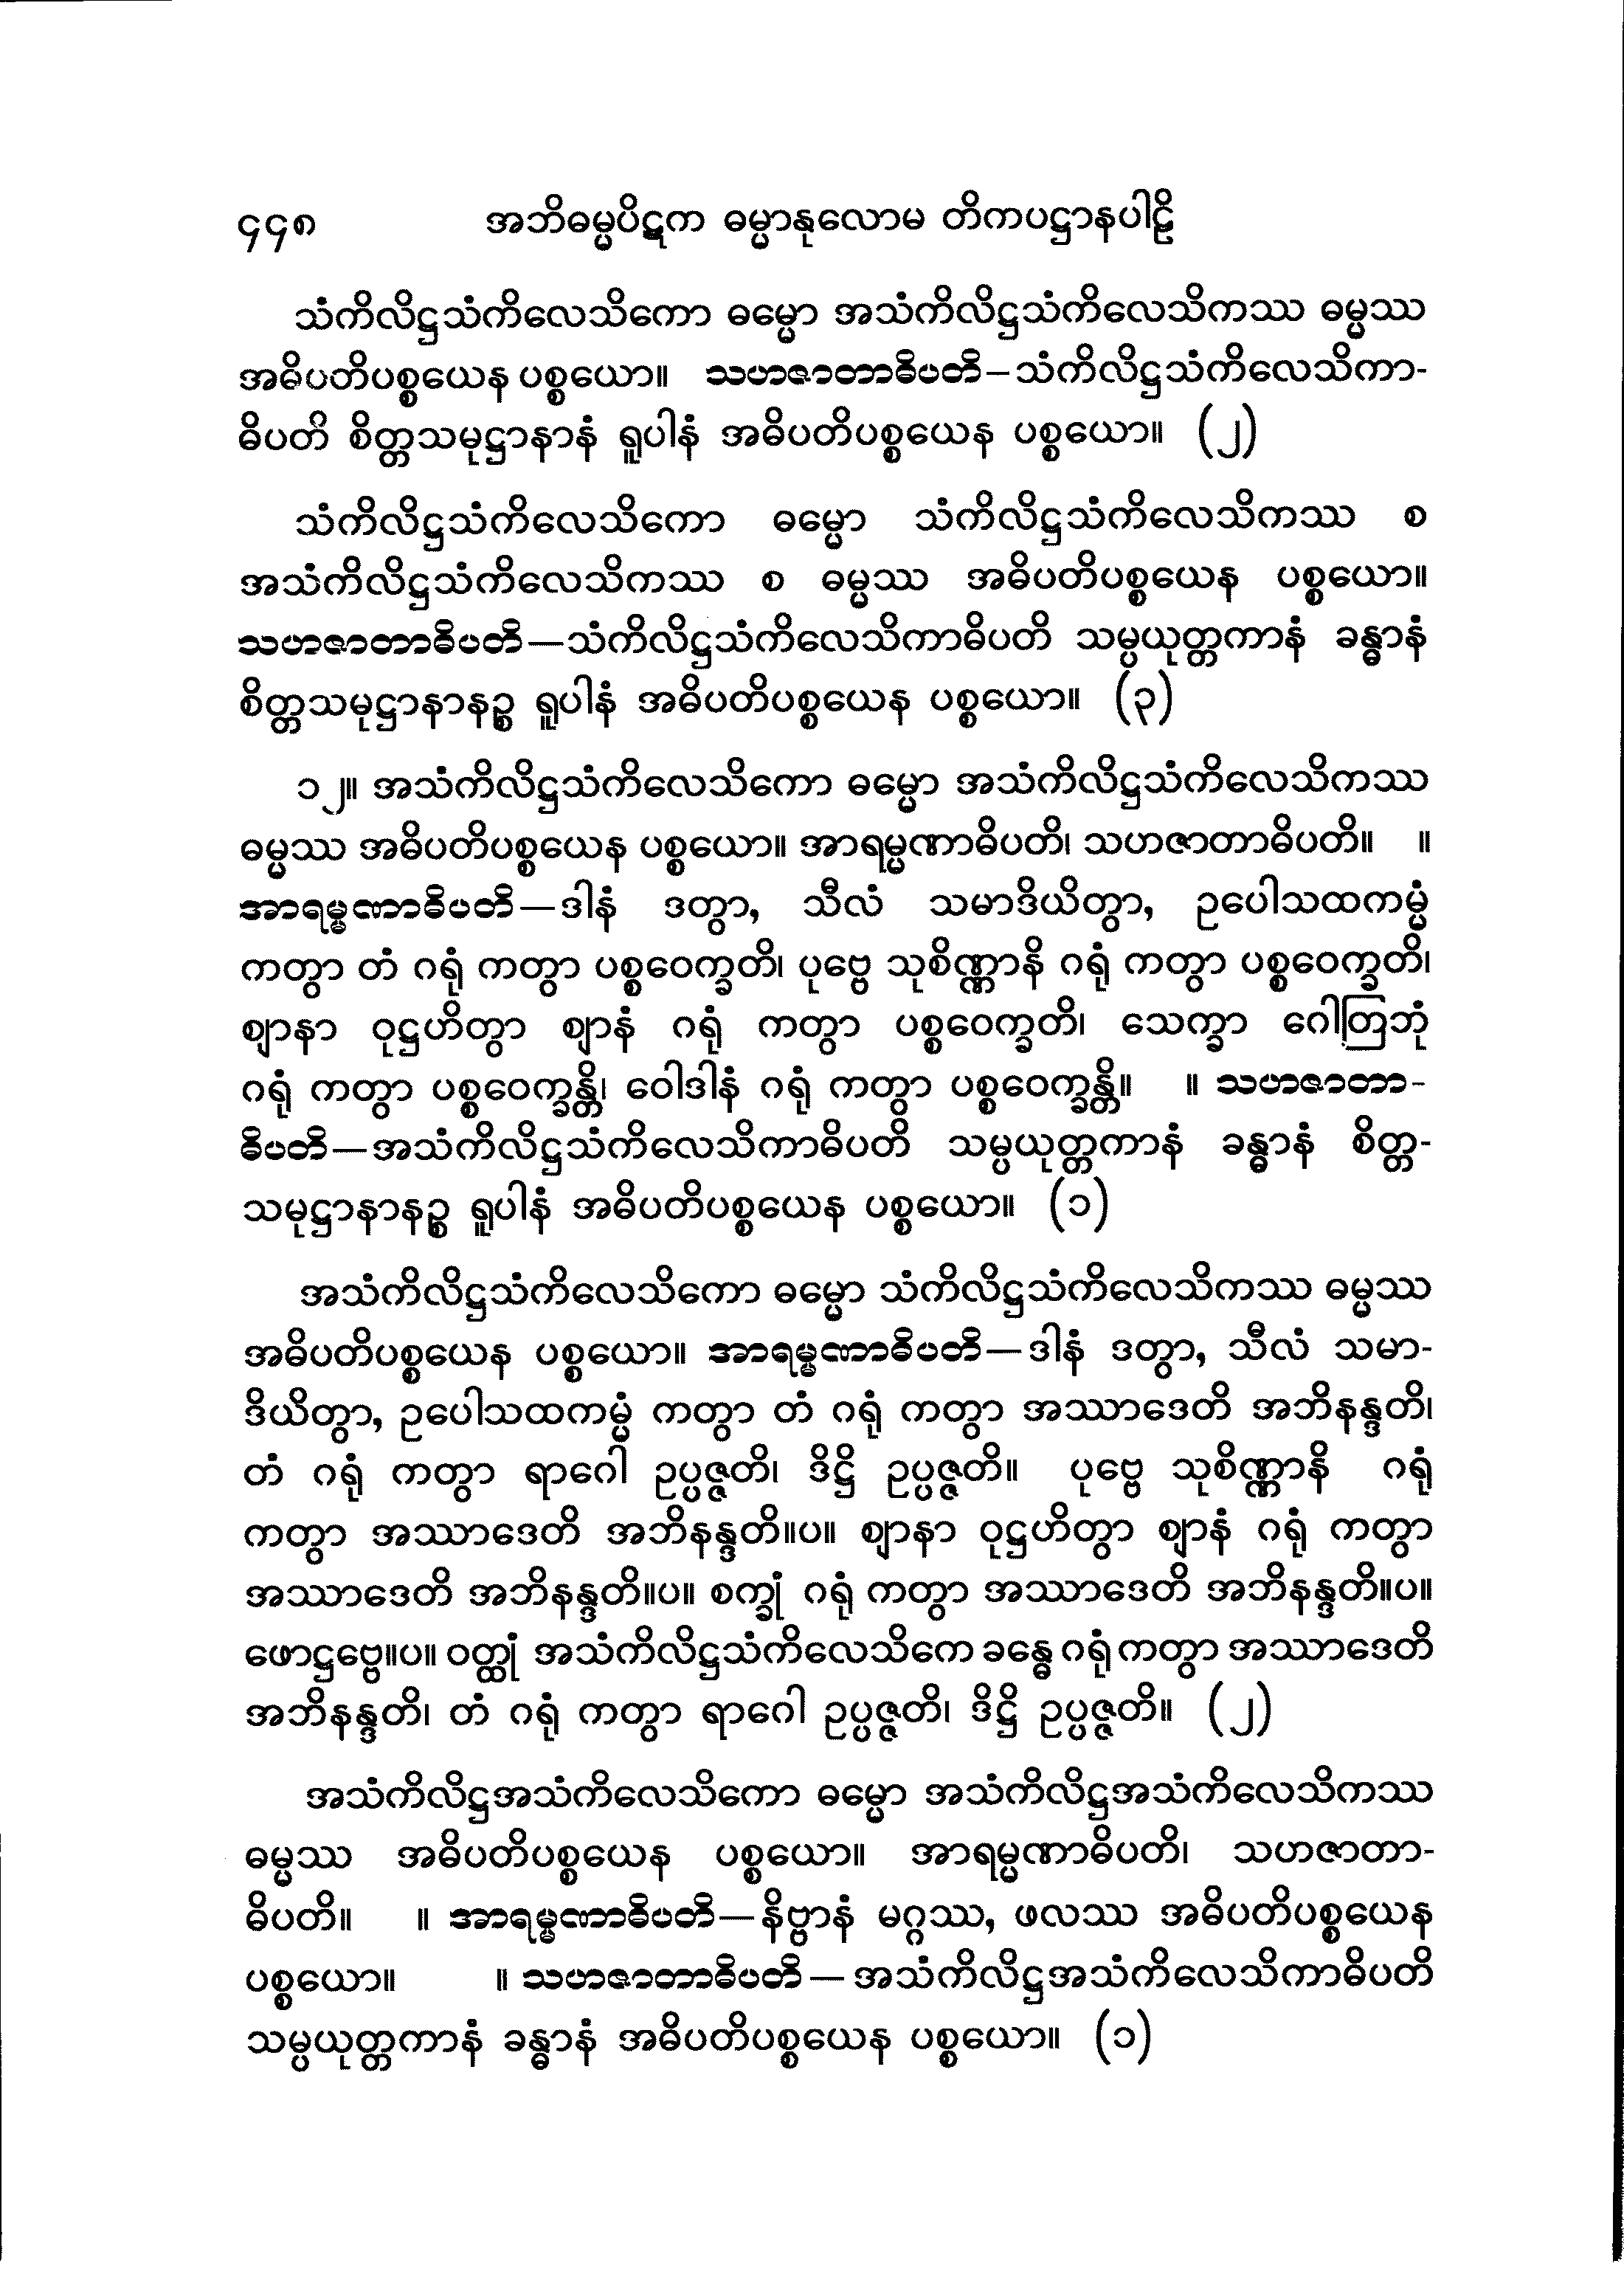 ၄၄၈ အဘိဓမ္မပိဋက ဓမ္မာနုလောမ တိကပဋ္ဌာနပါဠိ
သံကိလိဋ္ဌသံကိလေသိကော ဓမ္မော အသံကိလိဋ္ဌသံကိလေသိကဿ ဓမ္မဿ
အဓိပတိပစ္စယေန ပစ္စယော။ သဟဇာတာဓိပတိ–သံကိလိဋ္ဌသံကိလေသိကာ-
ဓိပတိ စိတ္တသမုဋ္ဌာနာနံ ရူပါနံ အဓိပတိပစ္စယေန ပစ္စယော။ (၂)
သံကိလိဋ္ဌသံကိလေသိကော ဓမ္မော သံကိလိဋ္ဌသံကိလေသိကဿ စ
အသံကိလိဋ္ဌသံကိလေသိကဿ စ ဓမ္မဿ အဓိပတိပစ္စယေန ပစ္စယော။
သဟဇာတာဓိပတိ—သံကိလိဋ္ဌသံကိလေသိကာဓိပတိ သမ္ပယုတ္တကာနံ ခန္ဓာနံ
စိတ္တသမုဋ္ဌာနာနဉ္စ ရူပါနံ အဓိပတိပစ္စယေန ပစ္စယော။ (၃)
၁၂။ အသံကိလိဋ္ဌသံကိလေသိကော ဓမ္မော အသံကိလိဋ္ဌသံကိလေသိကဿ
ဓမ္မဿ အဓိပတိပစ္စယေန ပစ္စယော။ အာရမ္မဏာဓိပတိ၊ သဟဇာတာဓိပတိ။ ။
အာရမ္မဏာဓိပတိ—ဒါနံ ဒတွာ, သီလံ သမာဒိယိတွာ, ဥပေါသထကမ္မံ
ကတွာ တံ ဂရုံ ကတွာ ပစ္စဝေက္ခတိ၊ ပုဗ္ဗေ သုစိဏ္ဏာနိ ဂရုံ ကတွာ ပစ္စဝေက္ခတိ၊
ဈာနာ ဝုဋ္ဌဟိတွာ ဈာနံ ဂရုံ ကတွာ ပစ္စဝေက္ခတိ၊ သေက္ခာ ဂေါတြဘုံ
ဂရုံ ကတွာ ပစ္စဝေက္ခန္တိ၊ ဝေါဒါနံ ဂရုံ ကတွာ ပစ္စဝေက္ခန္တိ။ ။ သဟဇာတာ-
ဓိပတိ—အသံကိလိဋ္ဌသံကိလေသိကာဓိပတိ သမ္ပယုတ္တကာနံ ခန္ဓာနံ စိတ္တ-
သမုဋ္ဌာနာနဉ္စ ရူပါနံ အဓိပတိပစ္စယေန ပစ္စယော။ (၁)
အသံကိလိဋ္ဌသံကိလေသိကော ဓမ္မော သံကိလိဋ္ဌသံကိလေသိကဿ ဓမ္မဿ
အဓိပတိပစ္စယေန ပစ္စယော။ အာရမ္မဏာဓိပတိ—ဒါနံ ဒတွာ, သီလံ သမာ-
ဒိယိတွာ, ဥပေါသထကမ္မံ ကတွာ တံ ဂရုံ ကတွာ အဿာဒေတိ အဘိနန္ဒတိ၊
တံ ဂရုံ ကတွာ ရာဂေါ ဥပ္ပဇ္ဇတိ၊ ဒိဋ္ဌိ ဥပ္ပဇ္ဇတိ။ ပုဗ္ဗေ သုစိဏ္ဏာနိ ဂရုံ
ကတွာ အဿာဒေတိ အဘိနန္ဒတိ။ပ။ ဈာနာ ဝုဋ္ဌဟိတွာ ဈာနံ ဂရုံ ကတွာ
အဿာဒေတိ အဘိနန္ဒတိ။ပ။ စက္ခုံ ဂရုံ ကတွာ အဿာဒေတိ အဘိနန္ဒတိ။ပ။
ဖောဋ္ဌဗ္ဗေ။ပ။ ဝတ္ထုံ အသံကိလိဋ္ဌသံကိလေသိကေ ခန္ဓေ ဂရုံ ကတွာ အဿာဒေတိ
အဘိနန္ဒတိ၊ တံ ဂရုံ ကတွာ ရာဂေါ ဥပ္ပဇ္ဇတိ၊ ဒိဋ္ဌိ ဥပ္ပဇ္ဇတိ။ (၂)
အသံကိလိဋ္ဌအသံကိလေသိကော ဓမ္မော အသံကိလိဋ္ဌအသံကိလေသိကဿ
ဓမ္မဿ အဓိပတိပစ္စယေန ပစ္စယော။ အာရမ္မဏာဓိပတိ၊ သဟဇာတာ-
ဓိပတိ။ ။ အာရမ္မဏာဓိပတိ—နိဗ္ဗာနံ မဂ္ဂဿ, ဖလဿ အဓိပတိပစ္စယေန
ပစ္စယော။ ။ သဟဇာတာဓိပတိ—အသံကိလိဋ္ဌအသံကိလေသိကာဓိပတိ
သမ္ပယုတ္တကာနံ ခန္ဓာနံ အဓိပတိပစ္စယေန ပစ္စယော။ (၁)